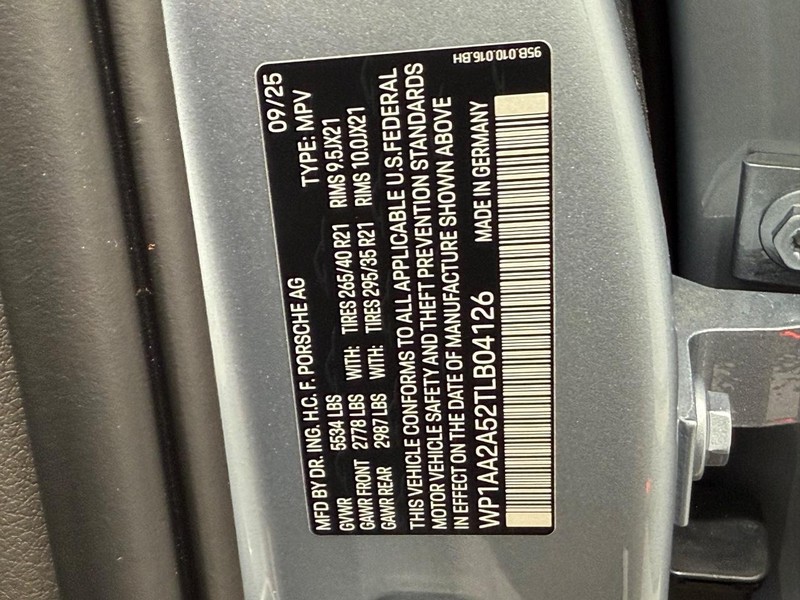 MFD BY DR. ING. H.C. F. PORSCHE AG 09/25
GVWR 5534 LBS TYPE: MPV
GAWR FRONT 2778 LBS WITH: TIRES 265/40 R21 RIMS 9.5JX21
GAWR REAR 2987 LBS WITH: TIRES 295/35 R21 RIMS 10.0JX21
THIS VEHICLE CONFORMS TO ALL APPLICABLE U.S.FEDERAL
MOTOR VEHICLE SAFETY AND THEFT PREVENTION STANDARDS
IN EFFECT ON THE DATE OF MANUFACTURE SHOWN ABOVE
WP1AA2A52TLB04126 MADE IN GERMANY
95B.010.016.BH